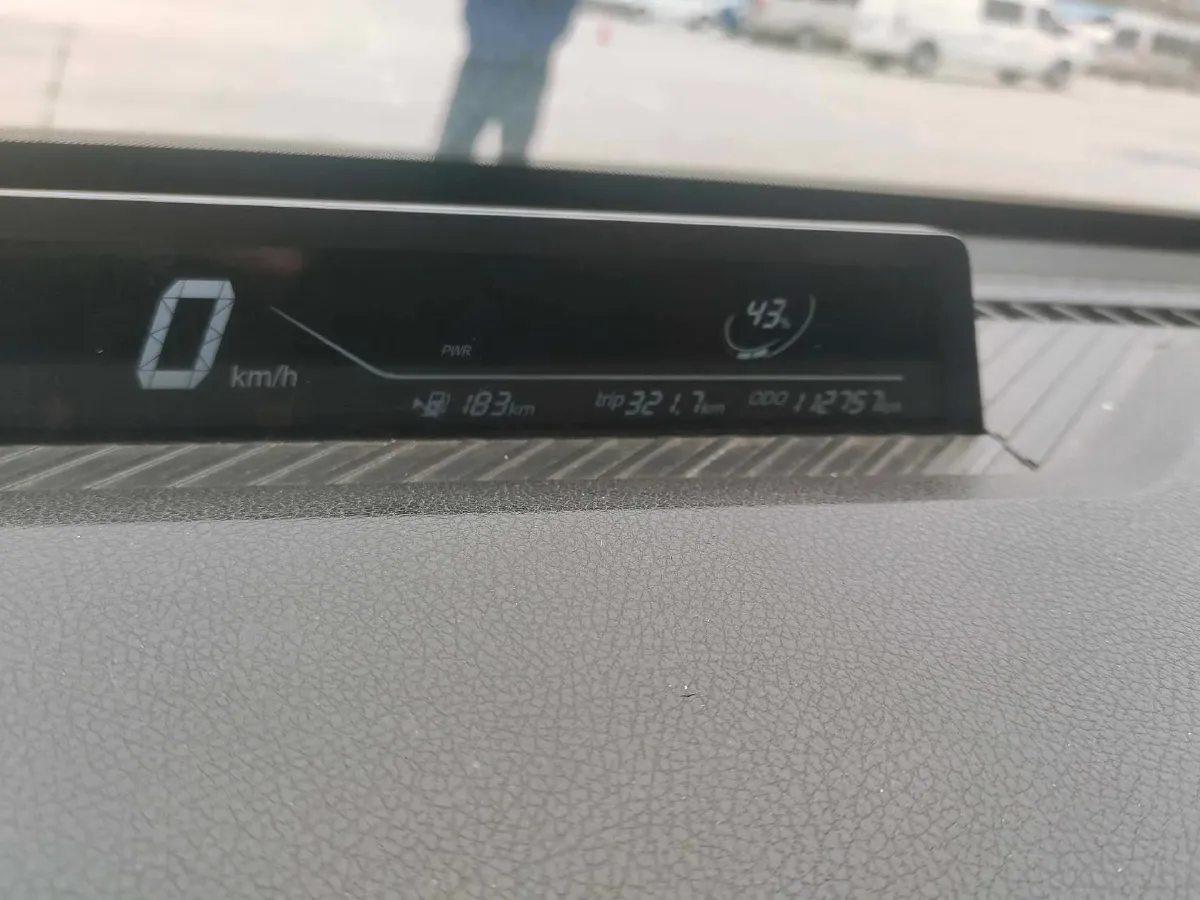 0 km/h
PWR
43%
183km
trip 321.7km
ODO 112757km